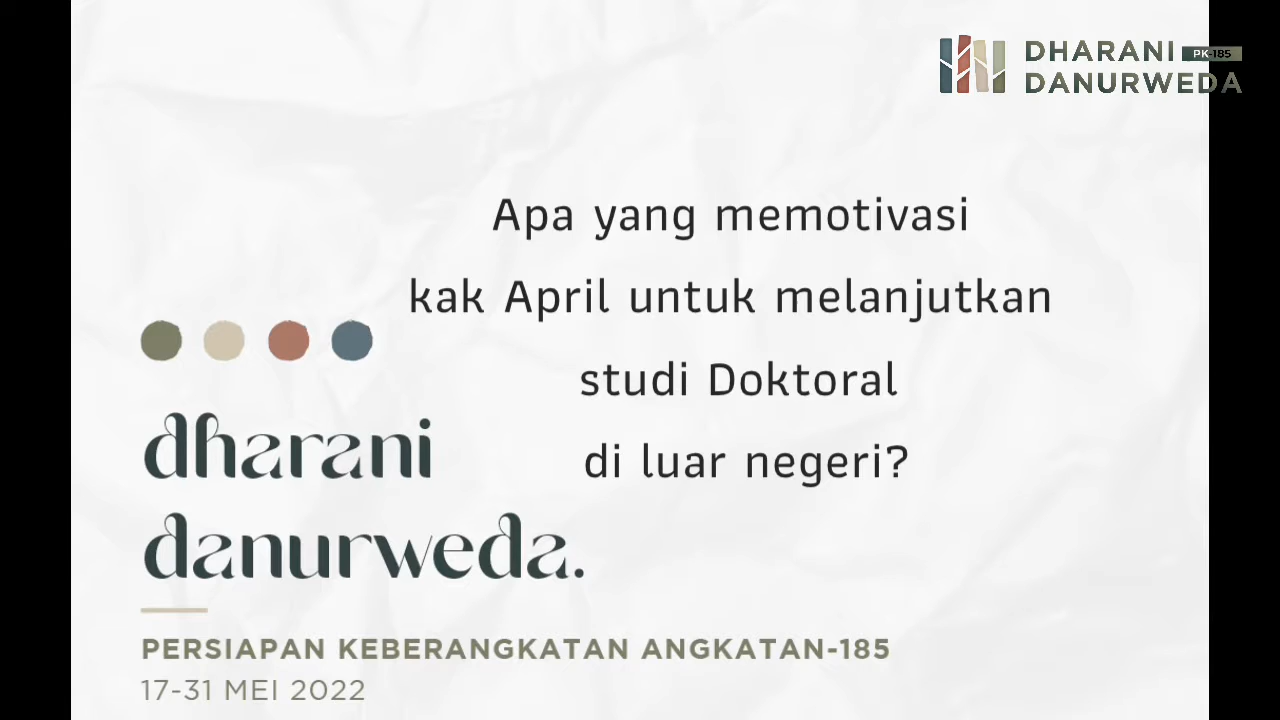 DHARANI PK-185
DANURWEDA
Apa yang memotivasi
kak April untuk melanjutkan
studi Doktoral
di luar negeri?
dharani
danurweda.
PERSIAPAN KEBERANGKATAN ANGKATAN-185
17-31 MEI 2022